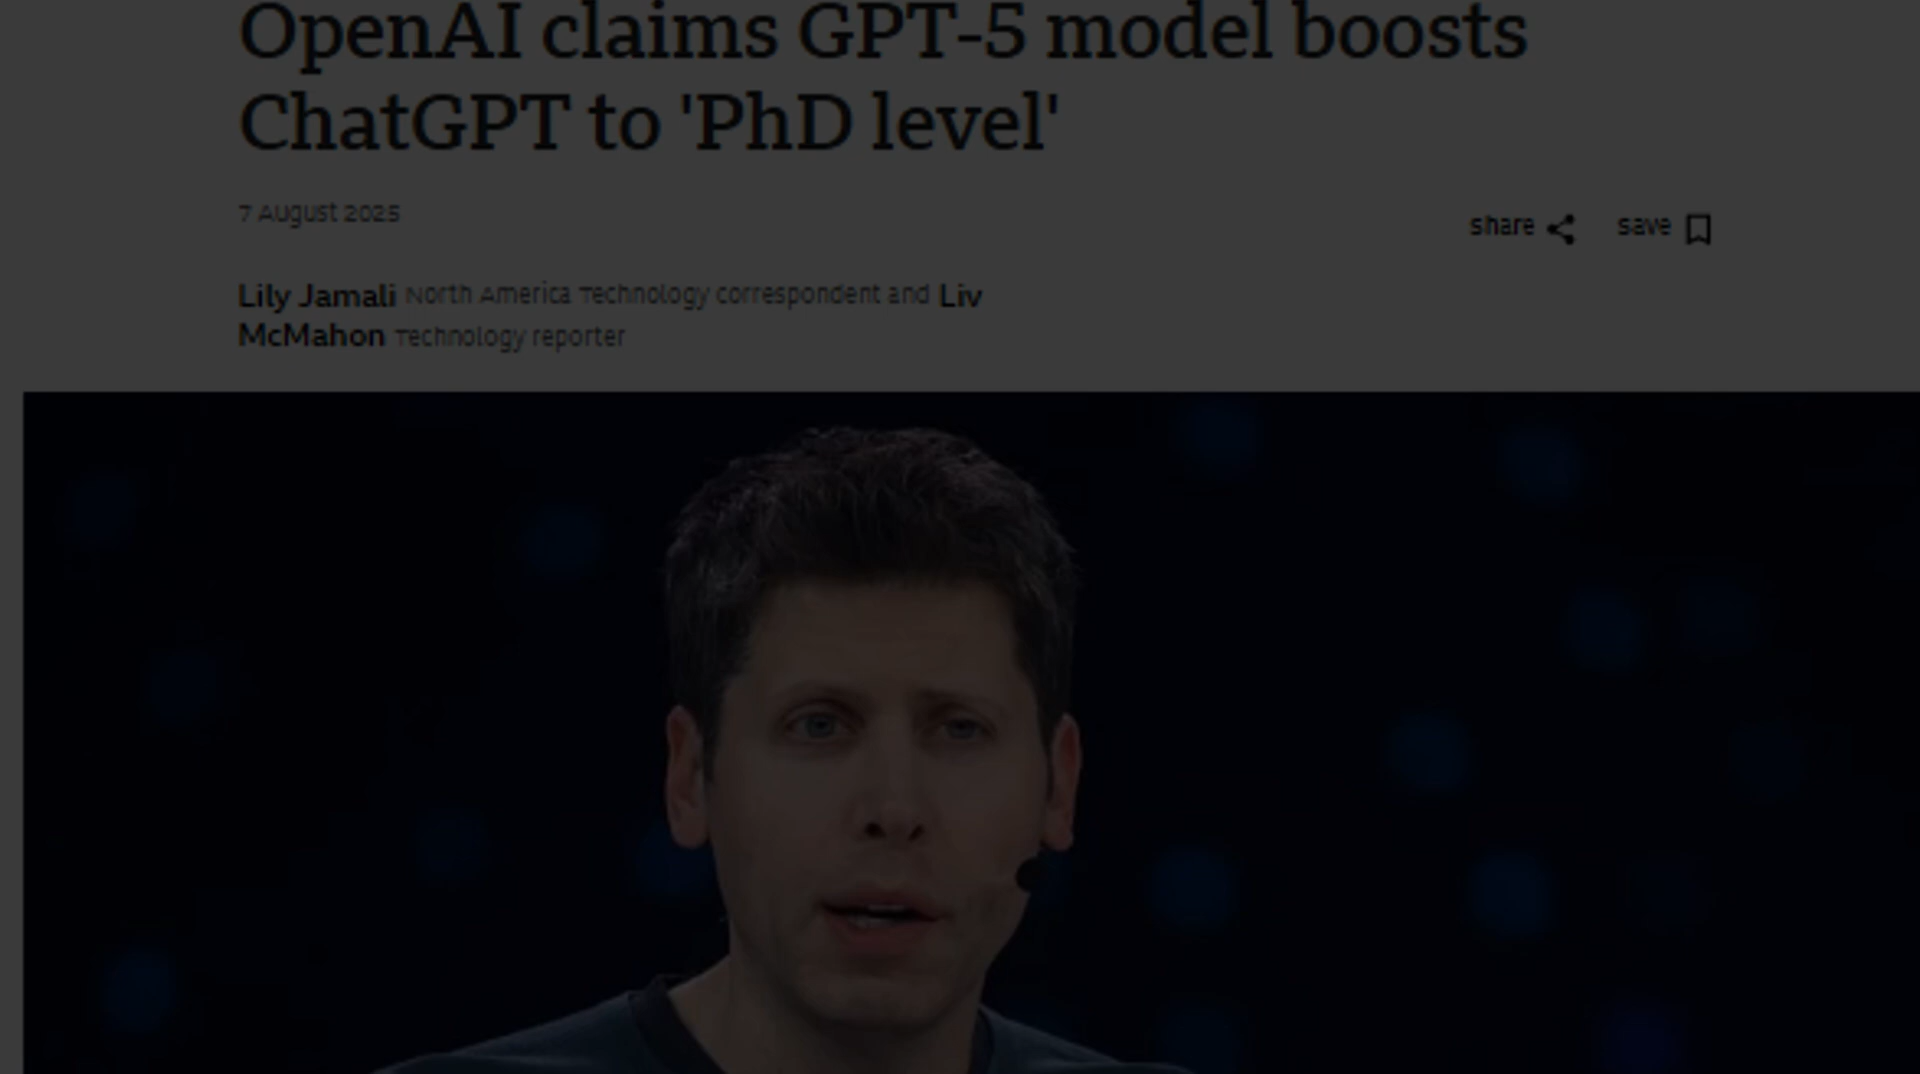 OpenAI claims GPT-5 model boosts
ChatGPT to 'PhD level'
7 August 2025
share
save
Lily Jamali North America Technology correspondent and Liv
McMahon Technology reporter